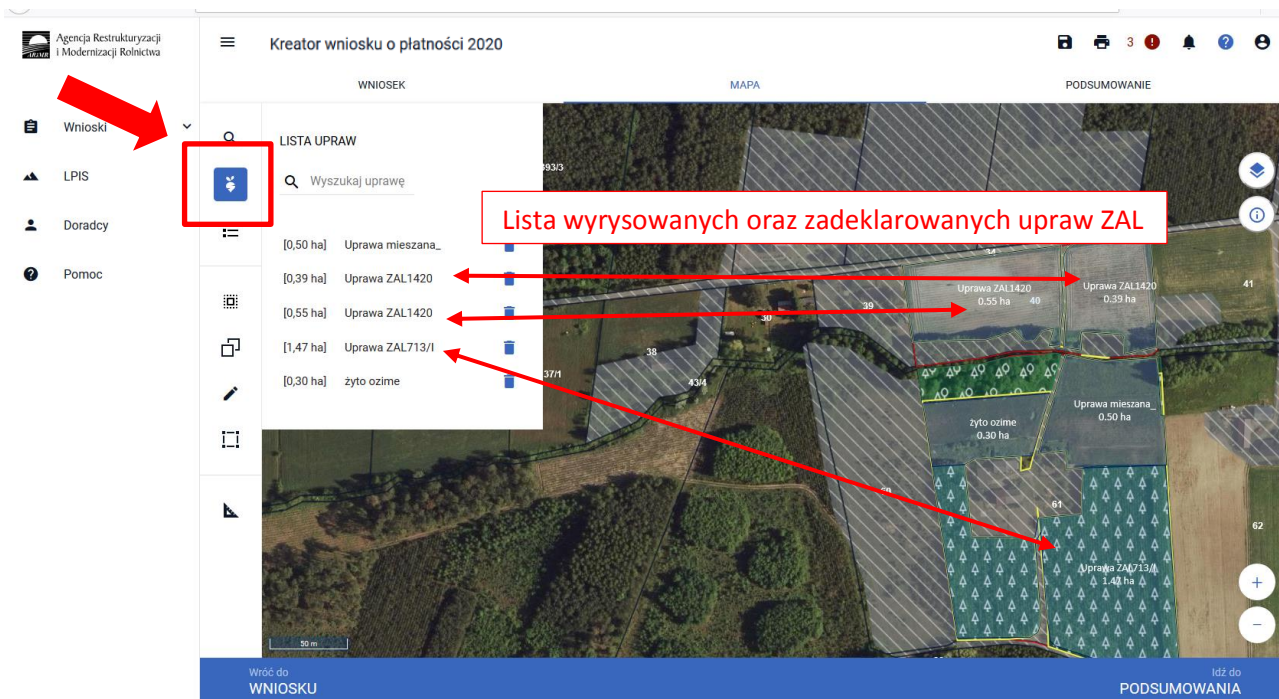 Agencja Restrukturyzacji
i Modernizacji Rolnictwa
ARiMR
Kreator wniosku o płatności 2020
3
WNIOSEK
MAPA
PODSUMOWANIE
Wnioski
LPIS
Doradcy
Pomoc
LISTA UPRAW
Wyszukaj uprawę
Lista wyrysowanych oraz zadeklarowanych upraw ZAL
[0,50 ha] Uprawa mieszana_
[0,39 ha] Uprawa ZAL1420
[0,55 ha] Uprawa ZAL1420
[1,47 ha] Uprawa ZAL713/I
[0,30 ha] żyto ozime
393/3
34
41
Uprawa ZAL1420
0.55 ha
40
Uprawa ZAL1420
0.39 ha
39
30
38
37/1
43/4
Uprawa mieszana_
0.50 ha
żyto ozime
0.30 ha
61
62
Uprawa ZAL713/I
1.47 ha
50 m
Wróć do
WNIOSKU
Idź do
PODSUMOWANIA